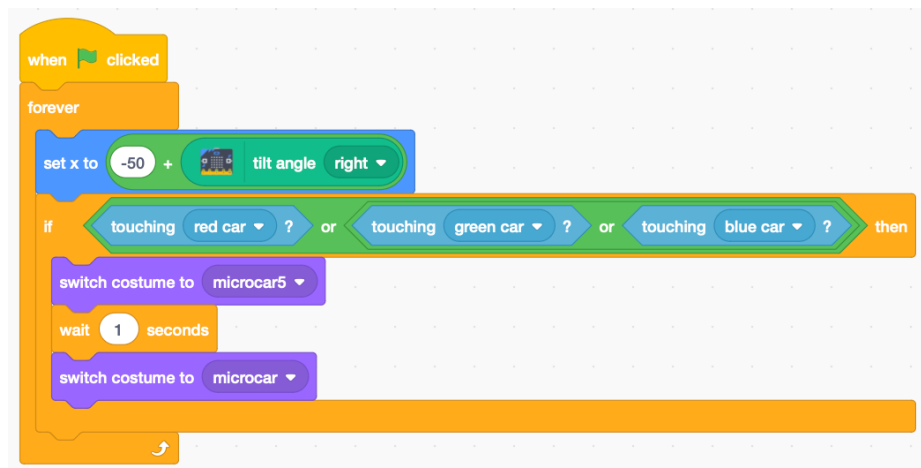 when clicked
forever
set x to -50 + tilt angle right
if touching red car ? or touching green car ? or touching blue car ? then
switch costume to microcar5
wait 1 seconds
switch costume to microcar